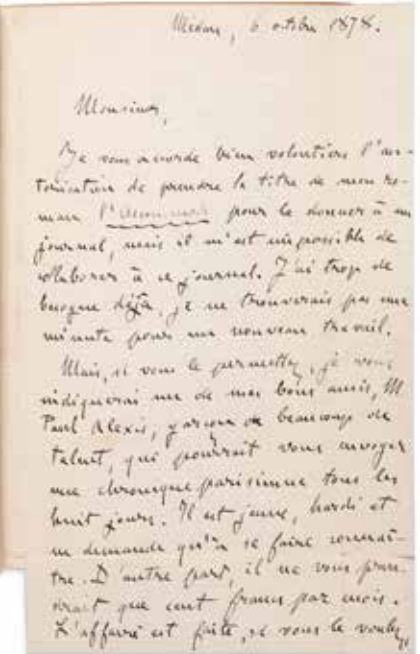 Médan, 6 octobre 1878.
Monsieur,
Je vous accorde bien volontiers l'au-
torisation de prendre le titre de mon ro-
man l'Assommoir pour le donner à un
journal, mais il m'est impossible de
collaborer à ce journal. J'ai trop de
besogne déjà, je ne trouverais pas une
minute pour un nouveau travail.
Mais, si vous le permettez, je vous
indiquerai un de mes bons amis, M.
Paul Alexis, garçon de beaucoup de
talent, qui pourrait vous envoyer
une chronique parisienne tous les
huit jours. Il est jeune, hardi et
ne demande qu'à se faire connaî-
tre. D'autre part, il ne vous pren-
drait que cent francs par mois.
L'affaire est faite, si vous le voulez,